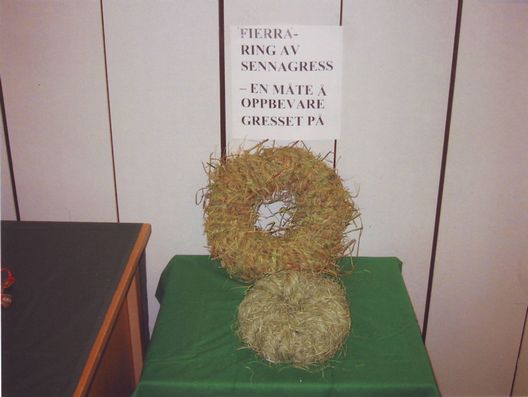 FIERRA-
RING AV
SENNAGRESS
– EN MÅTE Å
OPPBEVARE
GRESSET PÅ